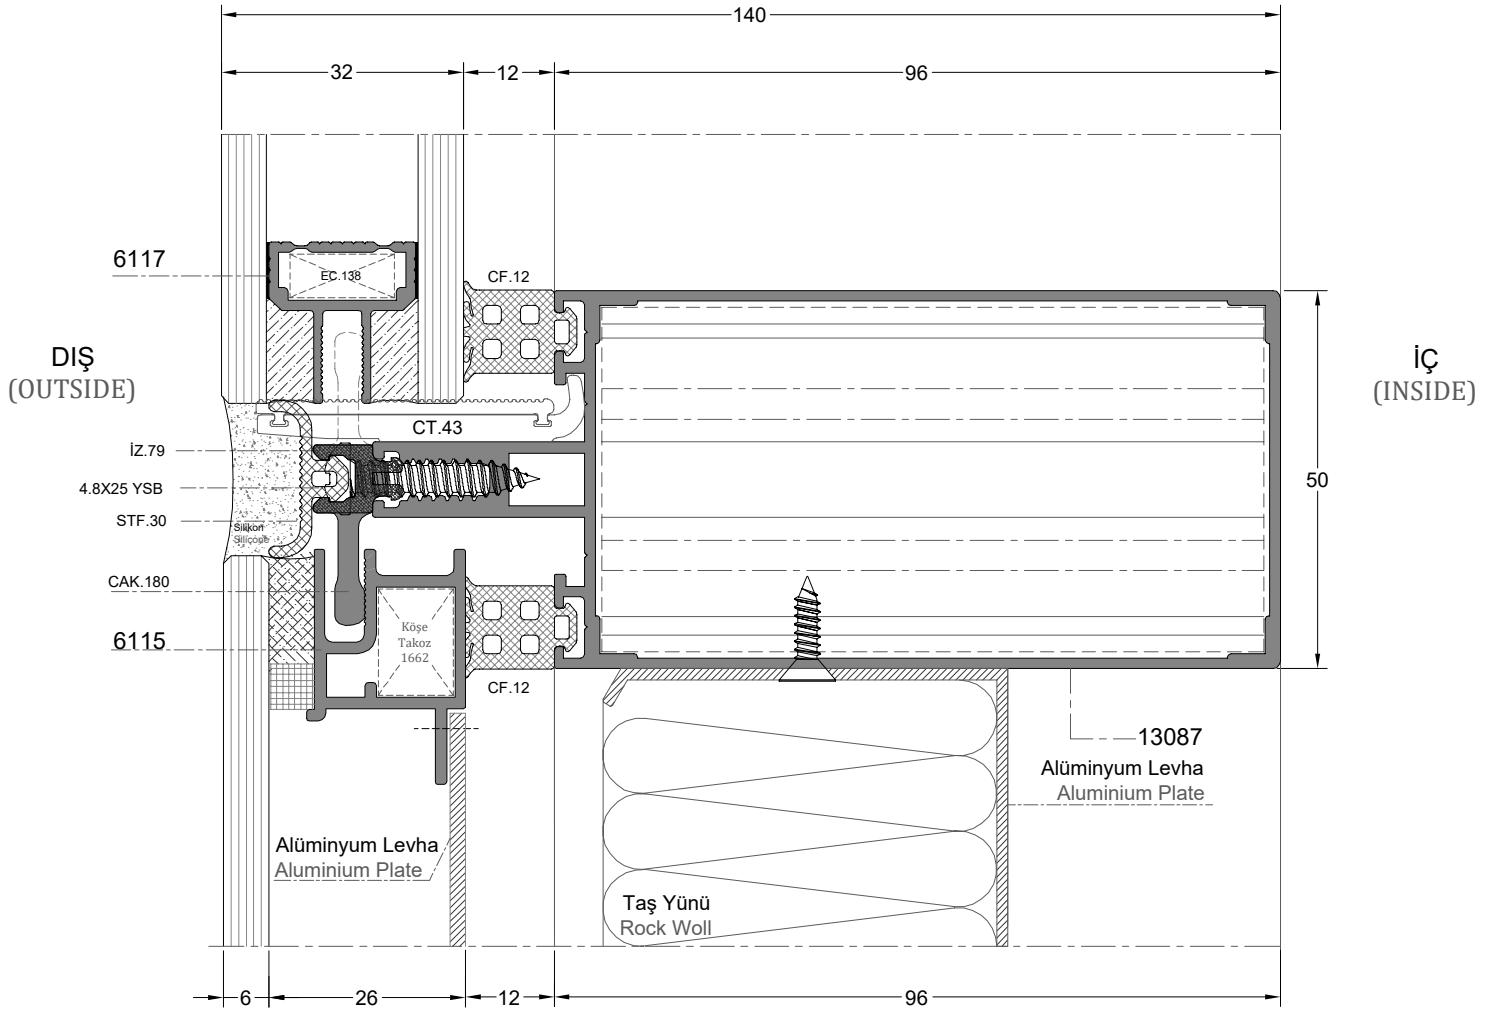 140
32
12
96
6117
EC.138
CF.12
DIŞ
(OUTSIDE)
İÇ
(INSIDE)
CT.43
İZ.79
4.8X25 YSB
50
STF.30
Silikon
Silicone
CAK.180
6115
Köşe
Takoz
1662
CF.12
13087
Alüminyum Levha
Aluminium Plate
Alüminyum Levha
Aluminium Plate
Taş Yünü
Rock Woll
6
26
12
96